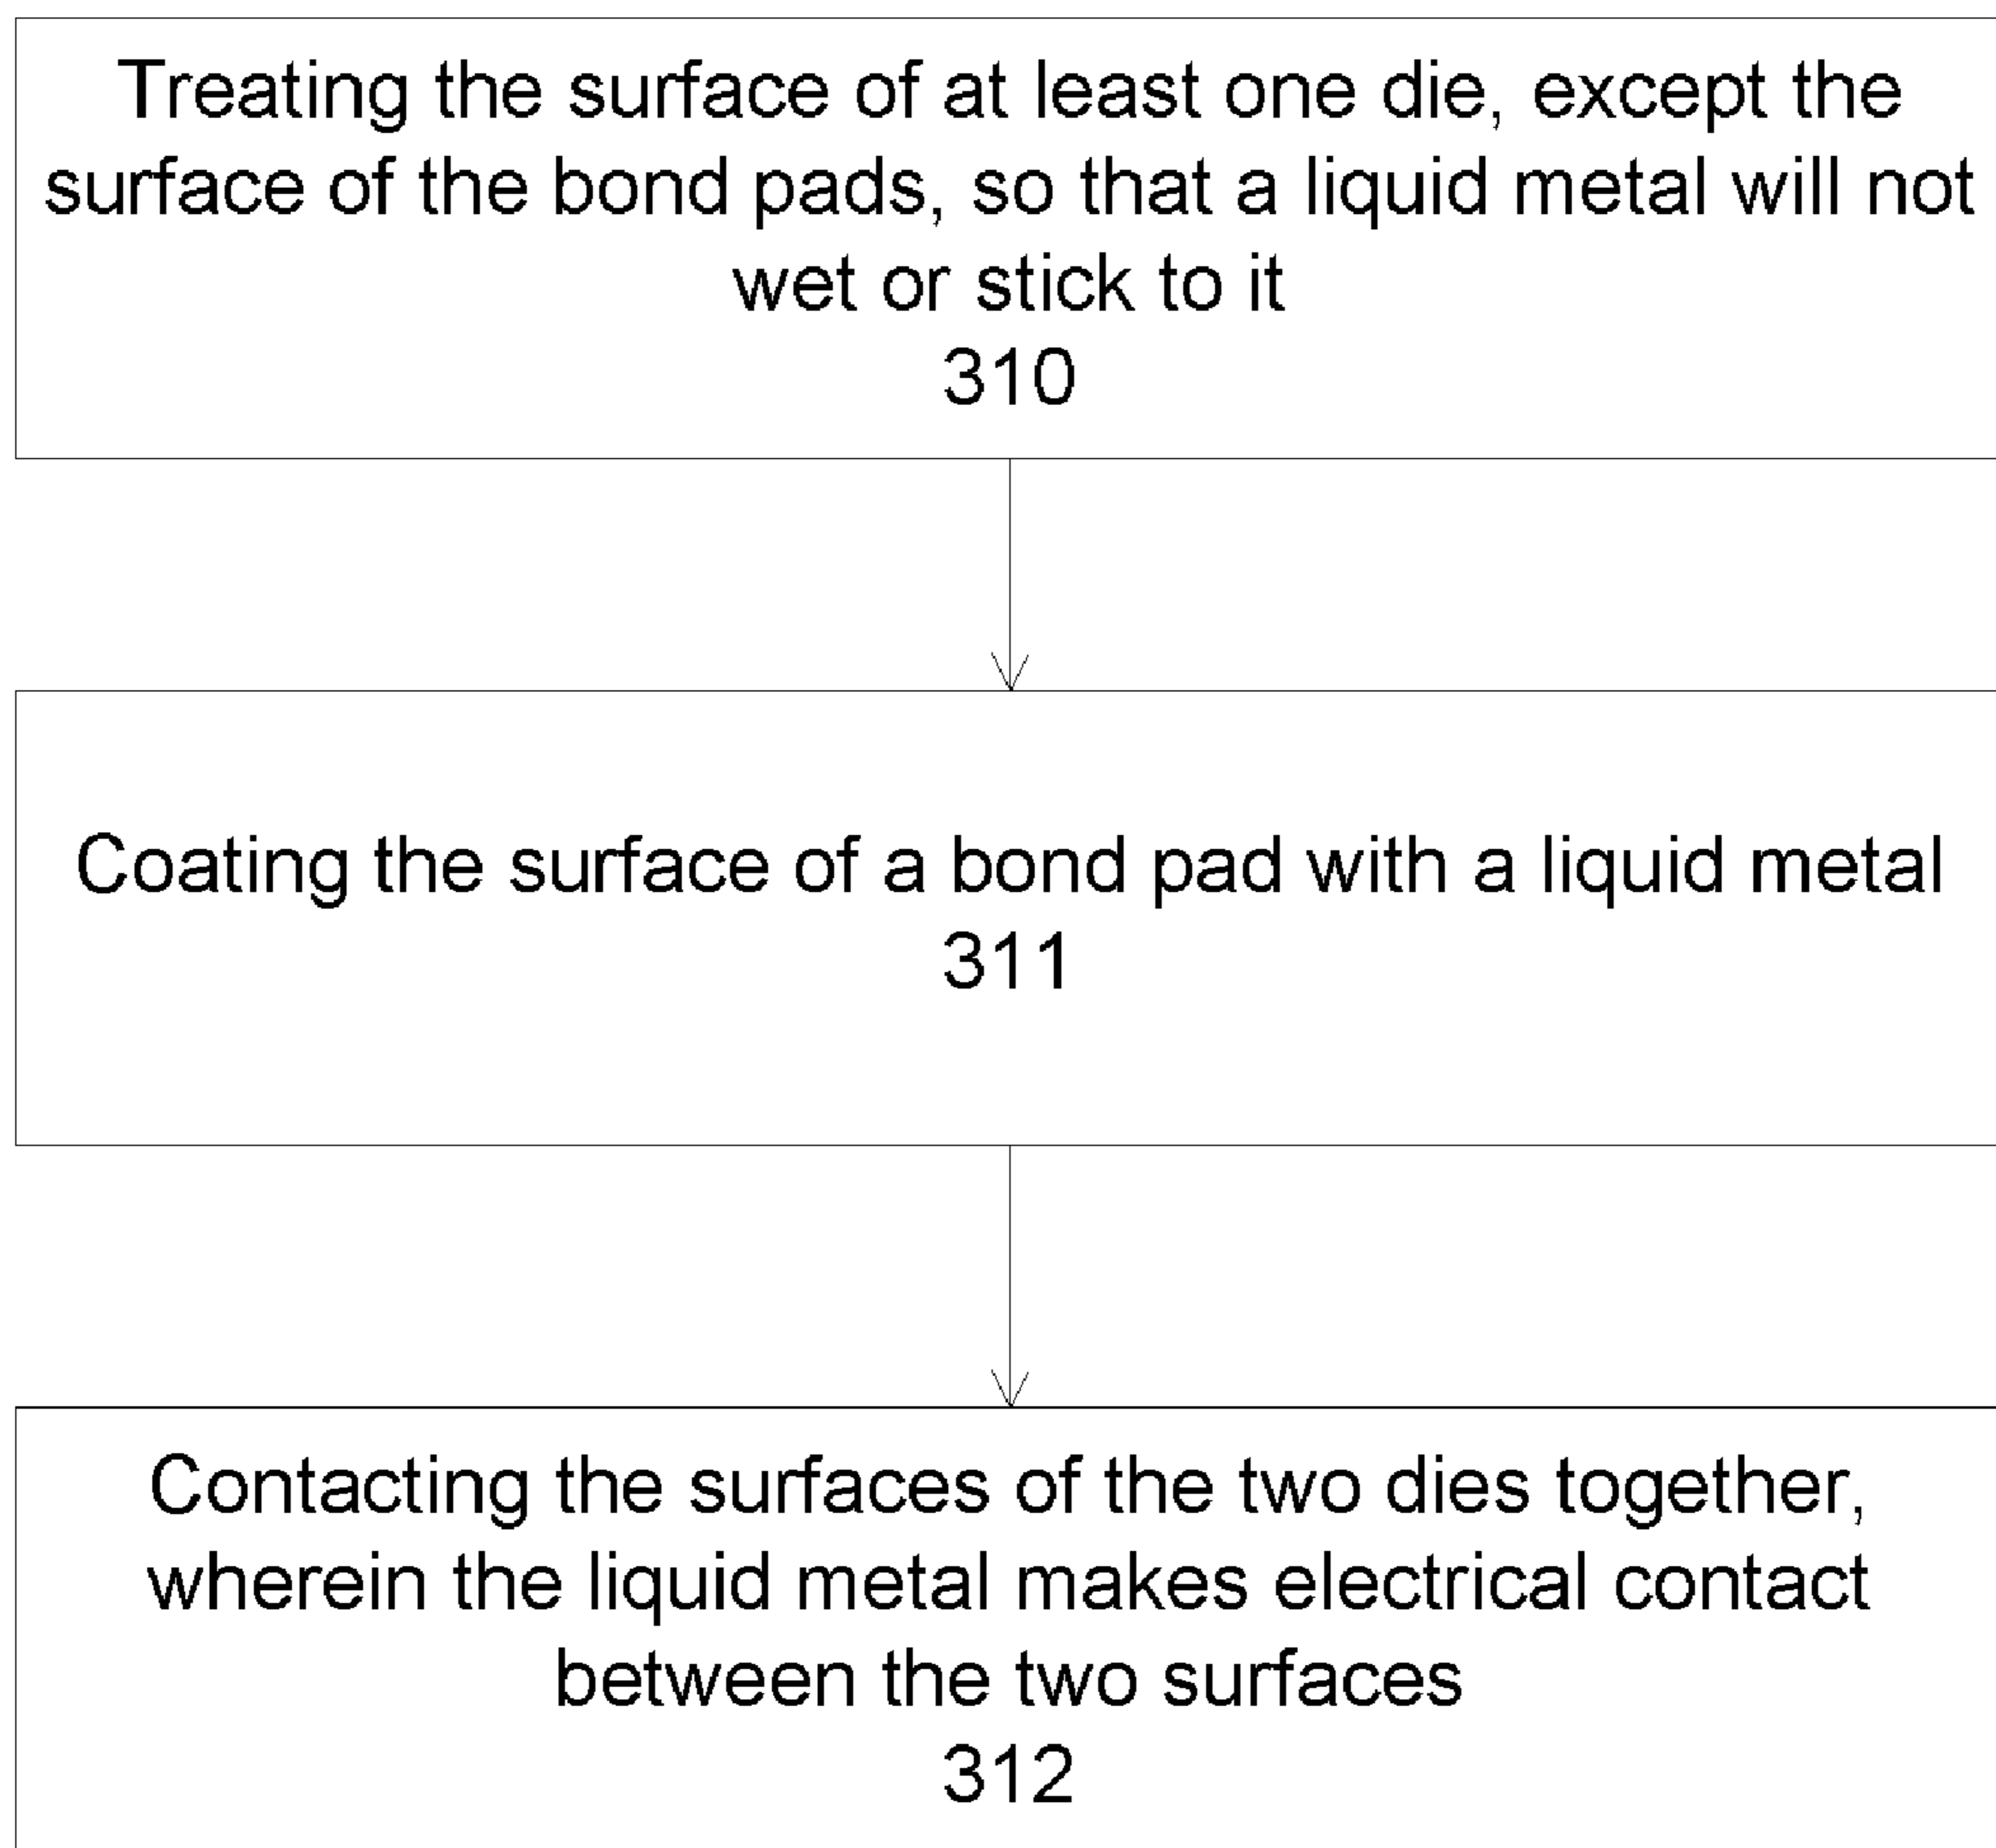 Treating the surface of at least one die, except the
surface of the bond pads, so that a liquid metal will not
wet or stick to it
310
Coating the surface of a bond pad with a liquid metal
311
Contacting the surfaces of the two dies together,
wherein the liquid metal makes electrical contact
between the two surfaces
312